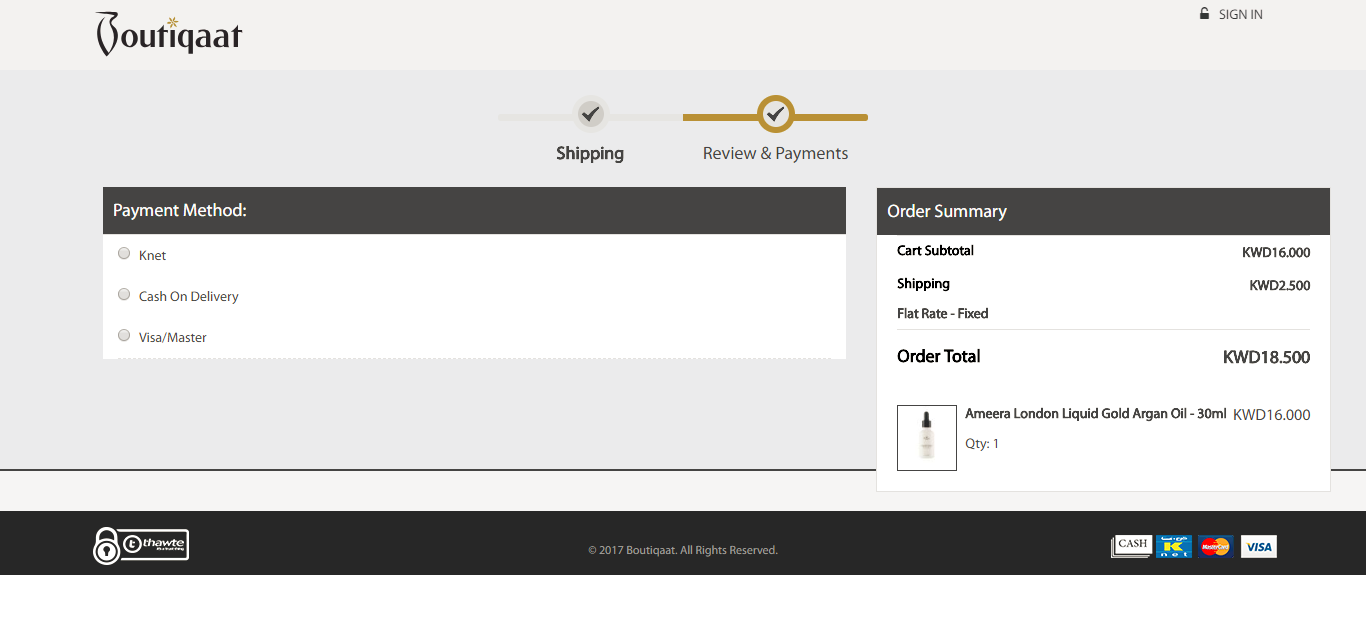 Boutiqaat
SIGN IN
Shipping
Review & Payments
Payment Method:
Knet
Cash On Delivery
Visa/Master
Order Summary
Cart Subtotal KWD16.000
Shipping KWD2.500
Flat Rate - Fixed
Order Total KWD18.500
Ameera London Liquid Gold Argan Oil - 30ml KWD16.000
Qty: 1
thawte
© 2017 Boutiqaat. All Rights Reserved.
CASH
K net
MasterCard
VISA